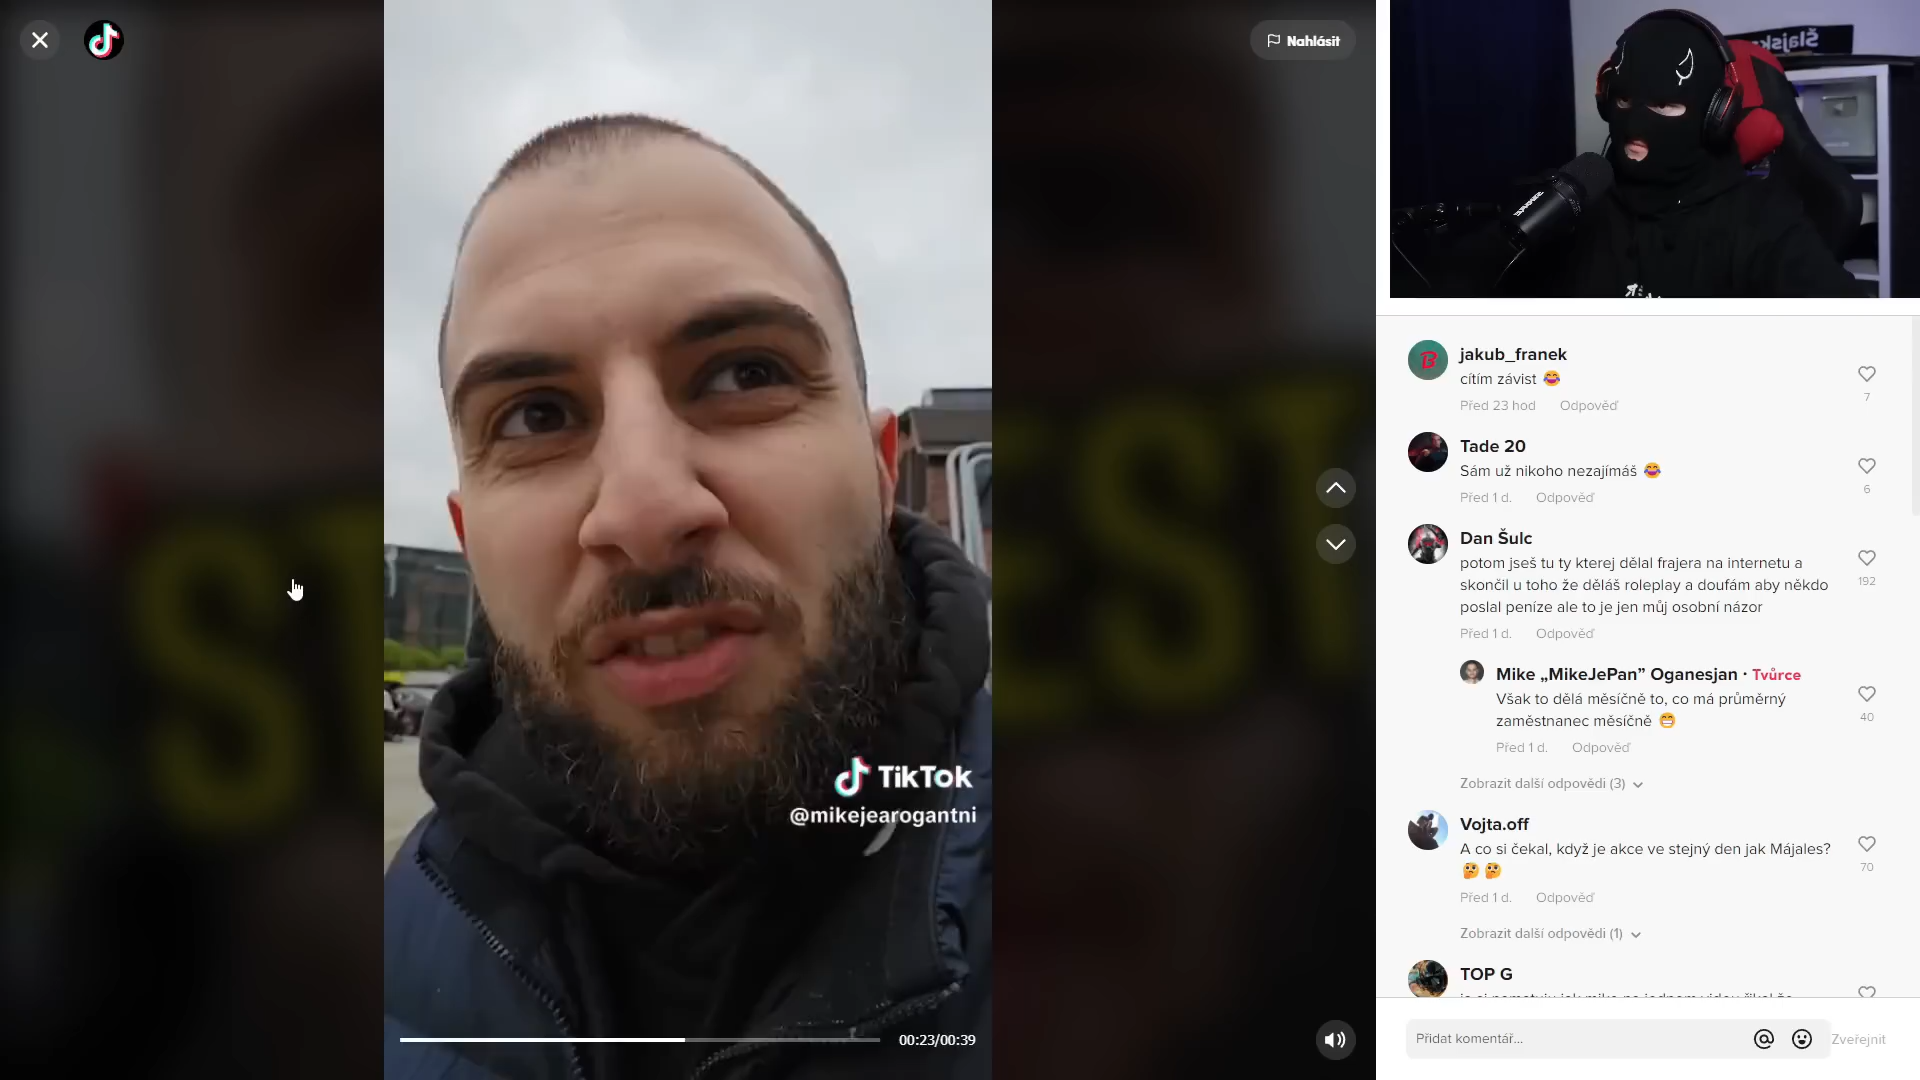 Nahlásit
TikTok
@mikejearogantni
00:23/00:39
jakub_franek
cítím závist 😂
7
Před 23 hod Odpověď
Tade 20
Sám už nikoho nezajímáš 😂
6
Před 1 d. Odpověď
Dan Šulc
potom jseš tu ty kterej dělal frajera na internetu a
skončil u toho že děláš roleplay a doufám aby někdo
poslal peníze ale to je jen můj osobní názor
192
Před 1 d. Odpověď
Mike „MikeJePan” Oganesjan · Tvůrce
Však to dělá měsíčně to, co má průměrný
zaměstnanec měsíčně 😁
40
Před 1 d. Odpověď
Zobrazit další odpovědi (3)
Vojta.off
A co si čekal, když je akce ve stejný den jak Májales?
🤔🤔
70
Před 1 d. Odpověď
Zobrazit další odpovědi (1)
TOP G
Přidat komentář...
Zveřejnit